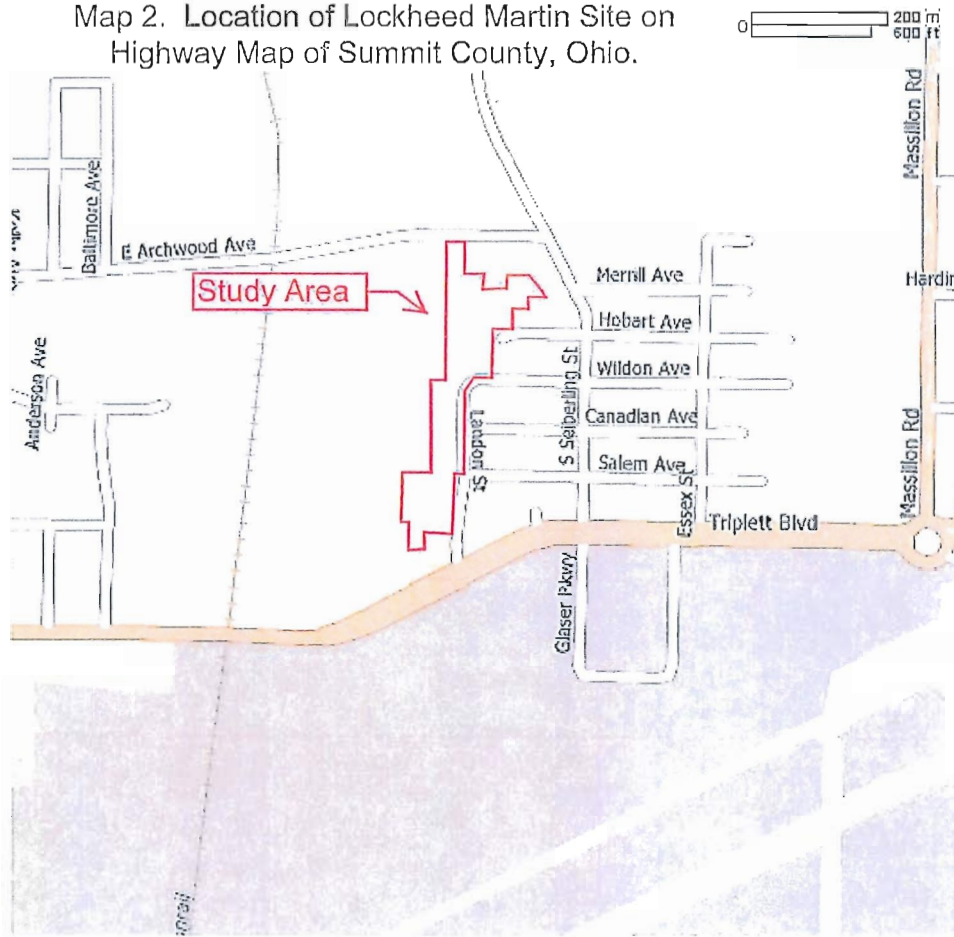 Map 2. Location of Lockheed Martin Site on
Highway Map of Summit County, Ohio.
0
200 m
600 ft
Massillon Rd
Baltimore Ave
E Archwood Ave
Study Area
Merrill Ave
Hardin
Hobart Ave
Anderson Ave
Wildon Ave
S Seiberling St
Canadian Ave
Landon St
Salem Ave
Massillon Rd
Essex St
Triplett Blvd
Glaser Pkwy
nrail